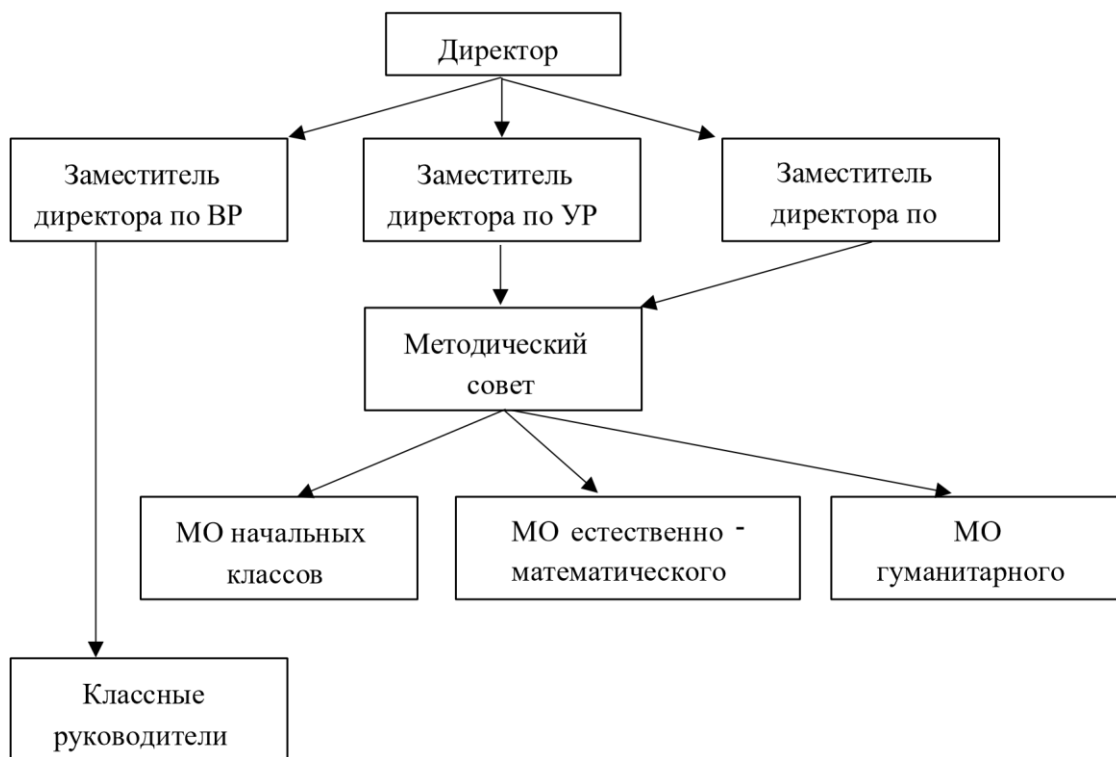 Директор
Заместитель
директора по ВР
Заместитель
директора по УР
Заместитель
директора по
Методический
совет
МО начальных
классов
МО естественно -
математического
МО
гуманитарного
Классные
руководители